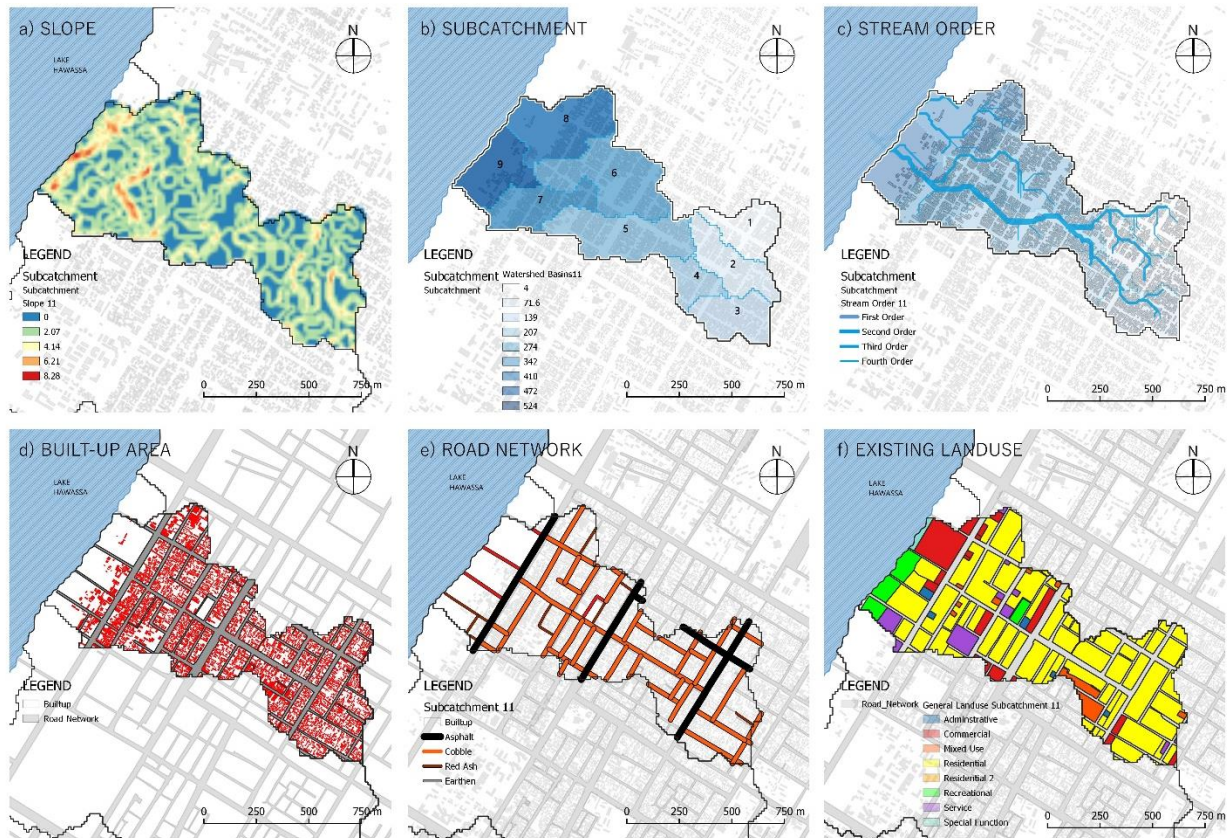 a) SLOPE
N
LAKE
HAWASSA
LEGEND
Subcatchment
Subcatchment
Slope 11
0
2.07
4.14
6.21
8.28
0 250 500 750 m
b) SUBCATCHMENT
N
8
9
6
7
5
1
2
4
3
LEGEND
Subcatchment
Subcatchment
Watershed Basins11
4
71.6
139
207
274
342
410
472
524
0 250 500 750 m
c) STREAM ORDER
N
LEGEND
Subcatchment
Subcatchment
Stream Order 11
First Order
Second Order
Third Order
Fourth Order
0 250 500 750 m
d) BUILT-UP AREA
N
LAKE
HAWASSA
LEGEND
Builtup
Road Network
0 250 500 750 m
e) ROAD NETWORK
N
LAKE
HAWASSA
LEGEND
Subcatchment 11
Builtup
Asphalt
Cobble
Red Ash
Earthen
0 250 500 750 m
f) EXISTING LANDUSE
N
LAKE
HAWASSA
LEGEND
Road_Network
General Landuse Subcatchment 11
Adminstrative
Commercial
Mixed Use
Residential
Residential 2
Recreational
Service
Special Function
0 250 500 750 m